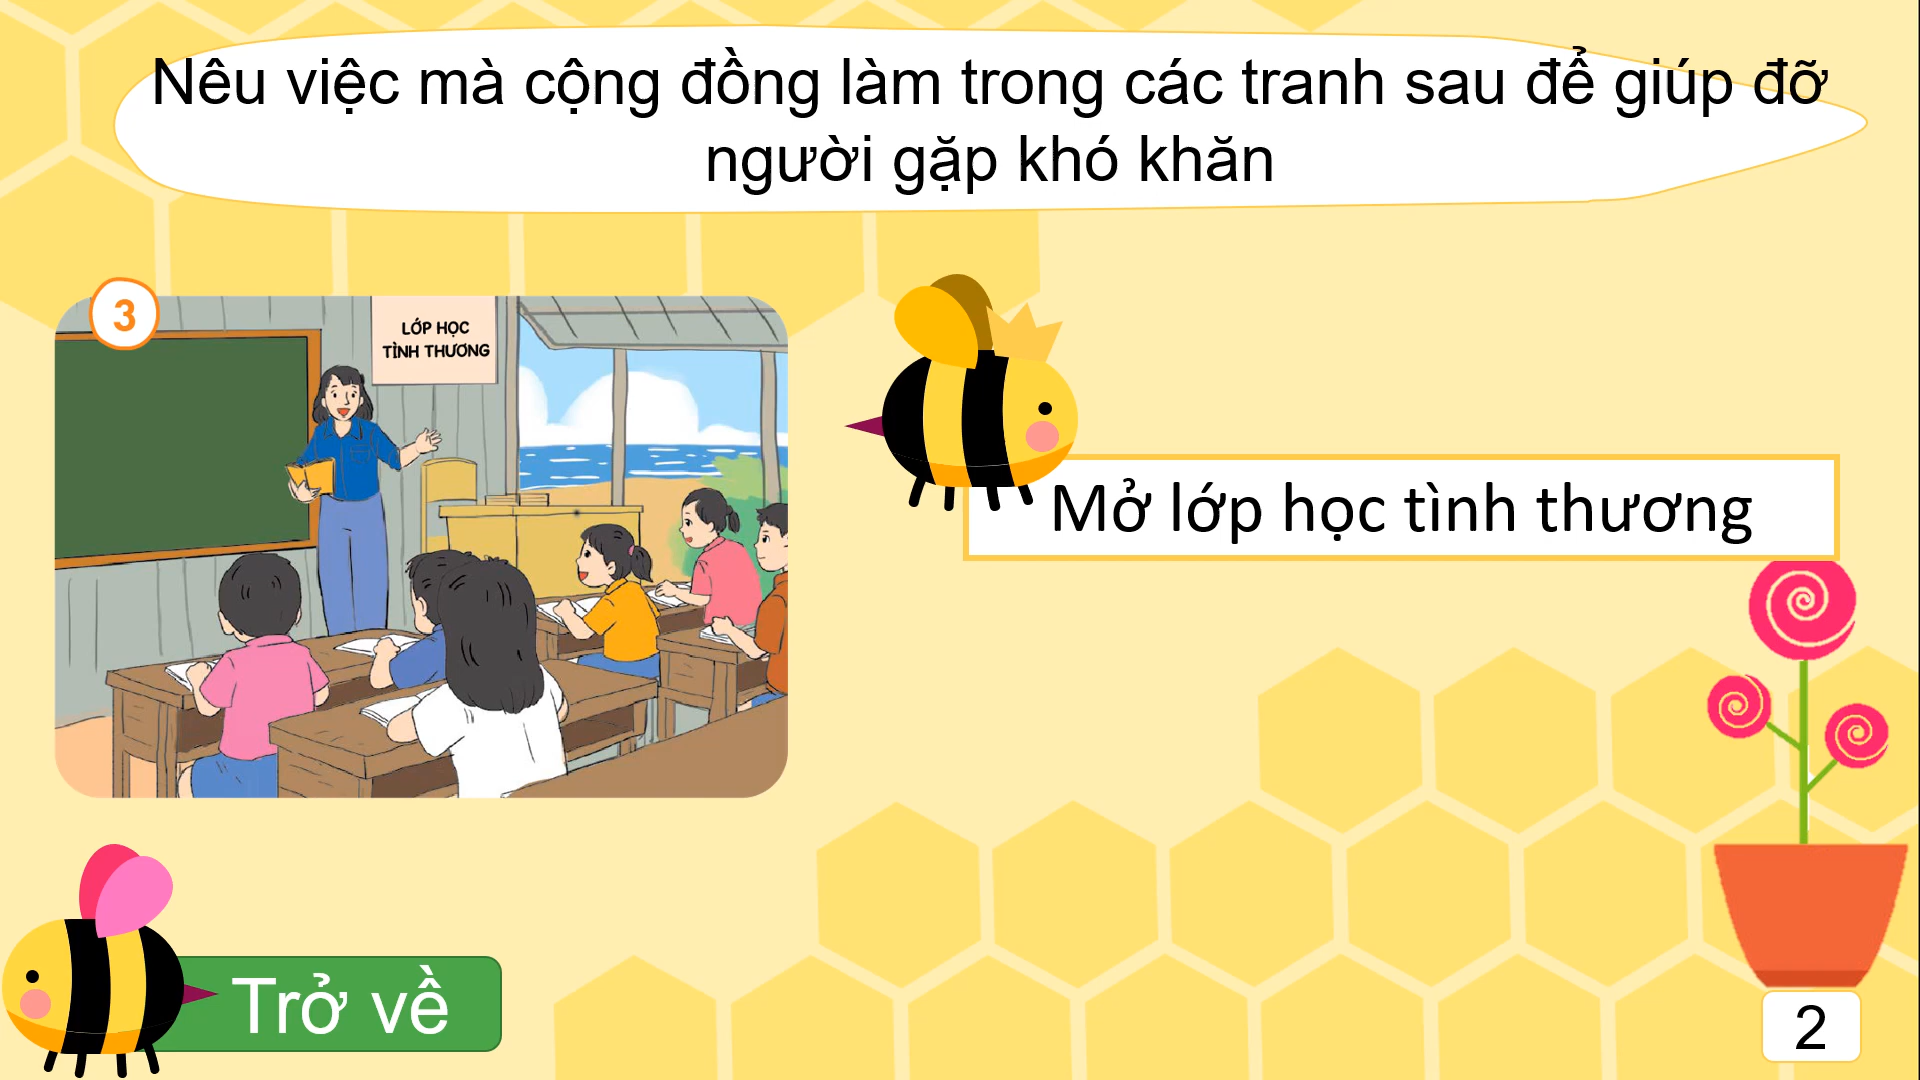 Nêu việc mà cộng đồng làm trong các tranh sau để giúp đỡ
người gặp khó khăn
3
LỚP HỌC
TÌNH THƯƠNG
Mở lớp học tình thương
Trở về
2